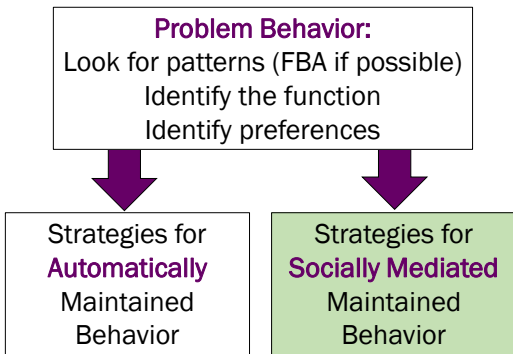 Problem Behavior:
Look for patterns (FBA if possible)
Identify the function
Identify preferences
Strategies for
Automatically
Maintained
Behavior
Strategies for
Socially Mediated
Maintained
Behavior